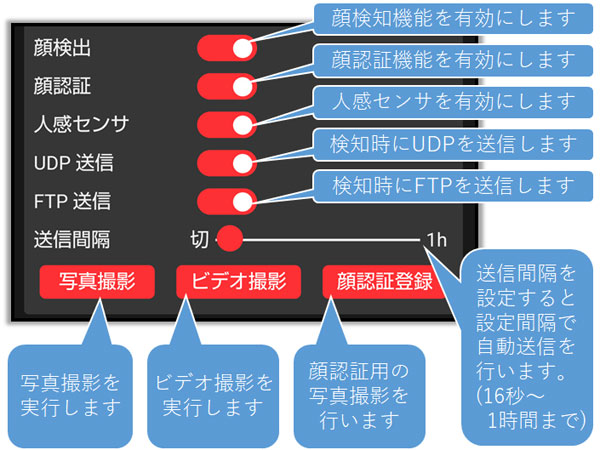 顔検出
顔検知機能を有効にします
顔認証
顔認証機能を有効にします
人感センサ
人感センサを有効にします
UDP 送信
検知時にUDPを送信します
FTP 送信
検知時にFTPを送信します
送信間隔 切 1h
写真撮影 ビデオ撮影 顔認証登録
写真撮影を
実行します
ビデオ撮影を
実行します
顔認証用の
写真撮影を
行います
送信間隔を
設定すると
設定間隔で
自動送信を
行います。
(16秒～
1時間まで)